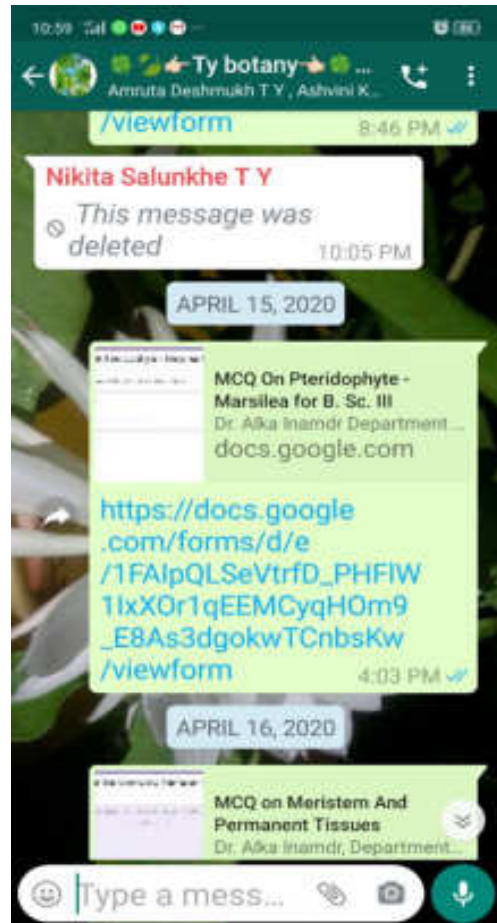 10:59
Ty botany ...
Amruta Deshmukh T Y , Ashvini K...
/viewform
8:46 PM
Nikita Salunkhe T Y
This message was
deleted
10:05 PM
APRIL 15, 2020
MCQ On Pteridophyte -
Marsilea for B. Sc. III
Dr. Alka Inamdr Department...
docs.google.com
https://docs.google
.com/forms/d/e
/1FAIpQLSeVtrfD_PHFIW
1IxXOr1qEEMCyqHOm9
_E8As3dgokwTCnbsKw
/viewform
4:03 PM
APRIL 16, 2020
MCQ on Meristem And
Permanent Tissues
Dr. Alka Inamdr, Department...
Type a mess...